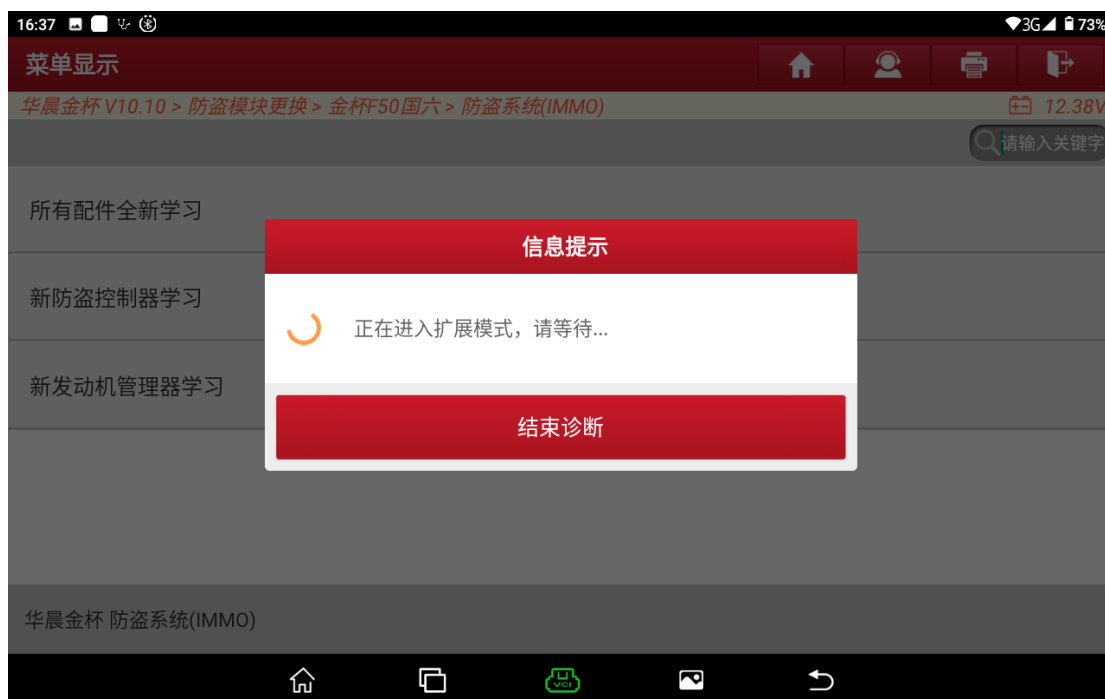 16:37 3G 73%
菜单显示
华晨金杯 V10.10 > 防盗模块更换 > 金杯F50国六 > 防盗系统(IMMO) 12.38V
请输入关键字
所有配件全新学习
信息提示
新防盗控制器学习
正在进入扩展模式，请等待...
新发动机管理器学习
结束诊断
华晨金杯 防盗系统(IMMO)
VCI